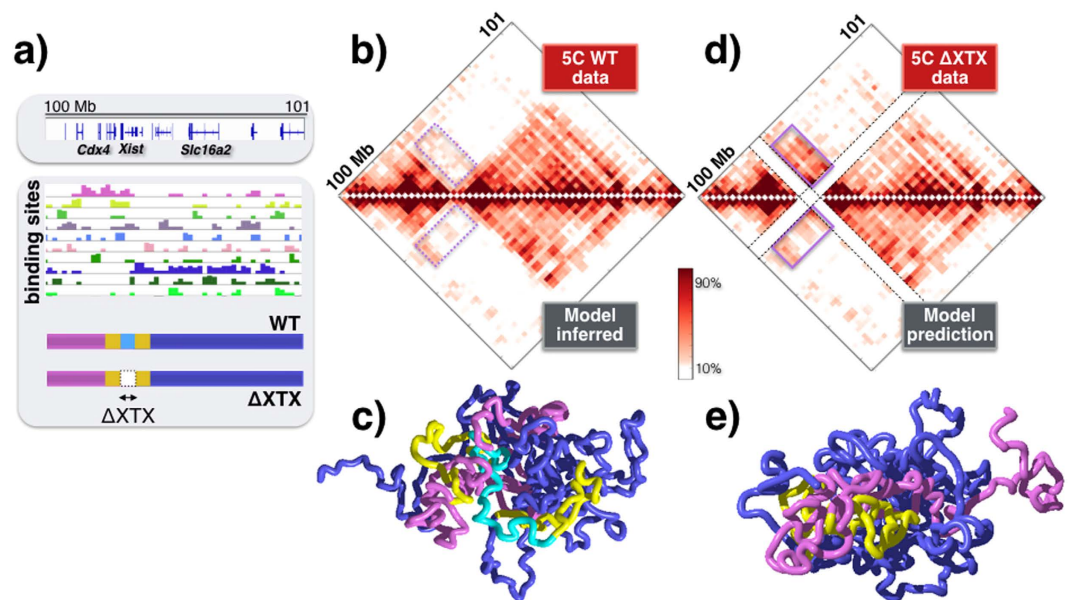 a)
100 Mb 101
Cdx4 Xist Slc16a2
binding sites
WT
ΔXTX
ΔXTX
b)
101
5C WT
data
100 Mb
Model
inferred
90%
10%
c)
d)
101
5C ΔXTX
data
100 Mb
Model
prediction
e)